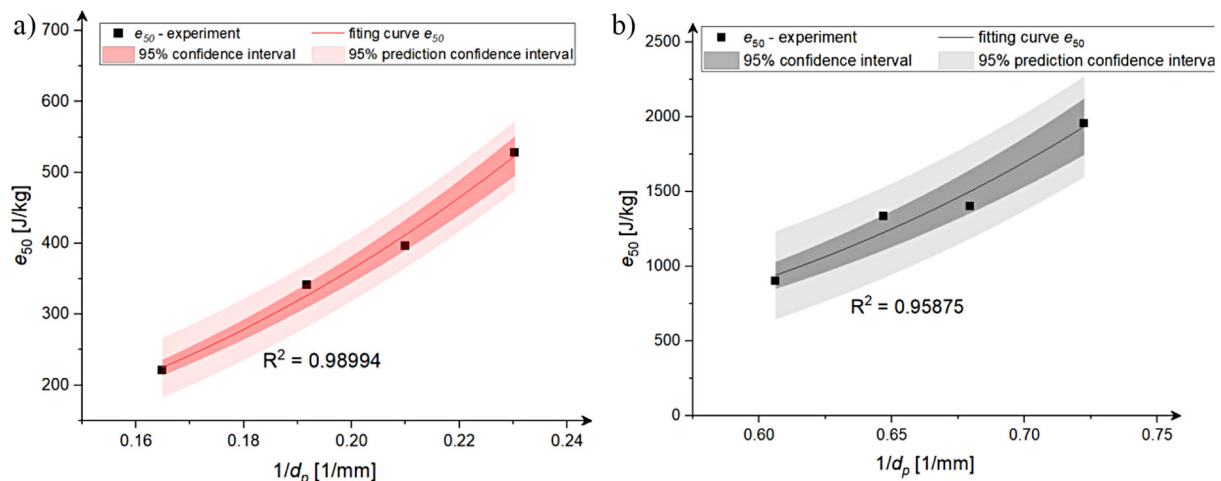 a)
e50 - experiment fitting curve e50
95% confidence interval 95% prediction confidence interval
700
600
500
400
300
200
e50 [J/kg]
R² = 0.98994
0.16 0.18 0.20 0.22 0.24
1/dp [1/mm]
b)
e50 - experiment fitting curve e50
95% confidence interval 95% prediction confidence interval
2500
2000
1500
1000
500
0
e50 [J/kg]
R² = 0.95875
0.60 0.65 0.70 0.75
1/dp [1/mm]